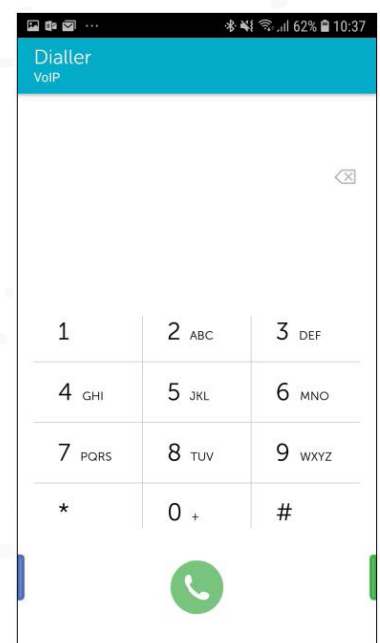 62% 10:37
Dialler
VoIP
1 2 ABC 3 DEF
4 GHI 5 JKL 6 MNO
7 PQRS 8 TUV 9 WXYZ
* 0 + #